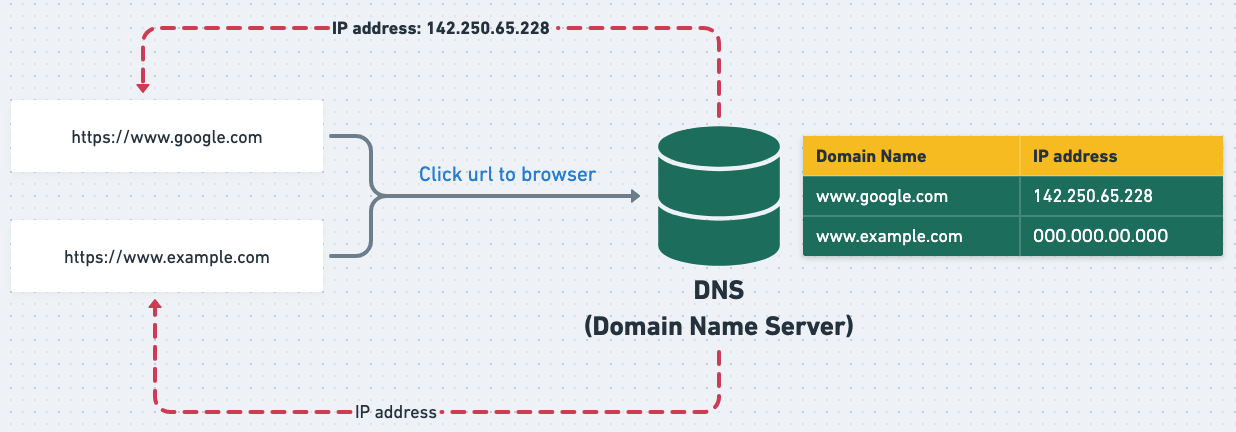 IP address: 142.250.65.228
https://www.google.com
Click url to browser
https://www.example.com
Domain Name IP address
www.google.com 142.250.65.228
www.example.com 000.000.00.000
DNS
(Domain Name Server)
IP address